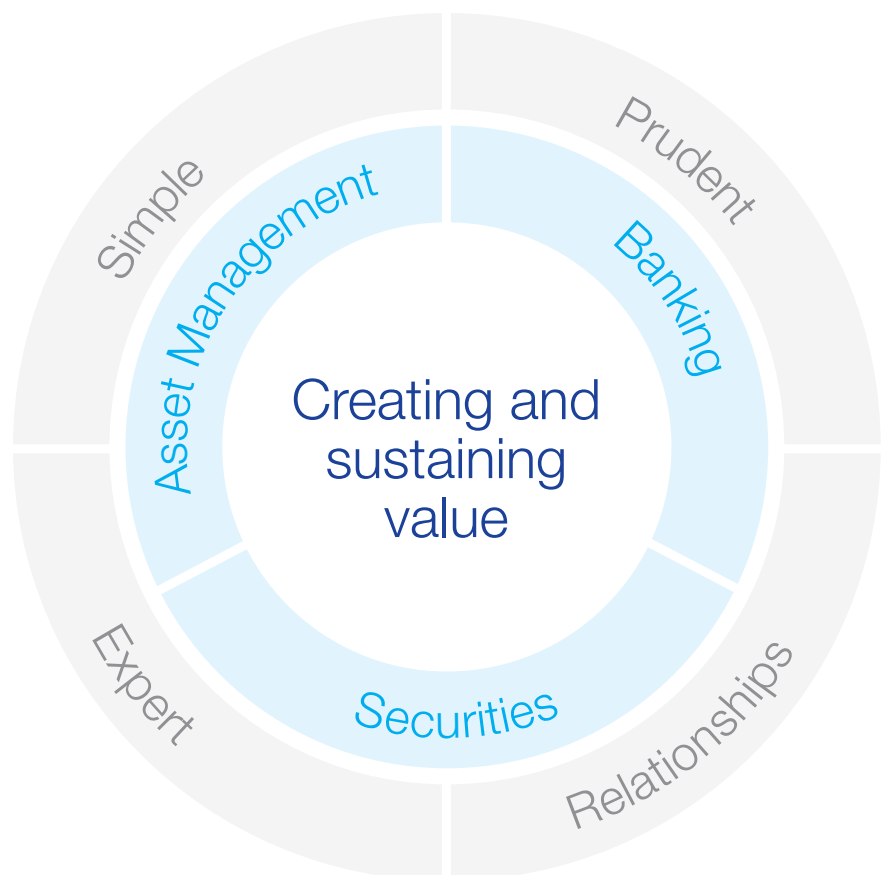 Simple
Prudent
Asset Management
Banking
Creating and
sustaining
value
Expert
Securities
Relationships